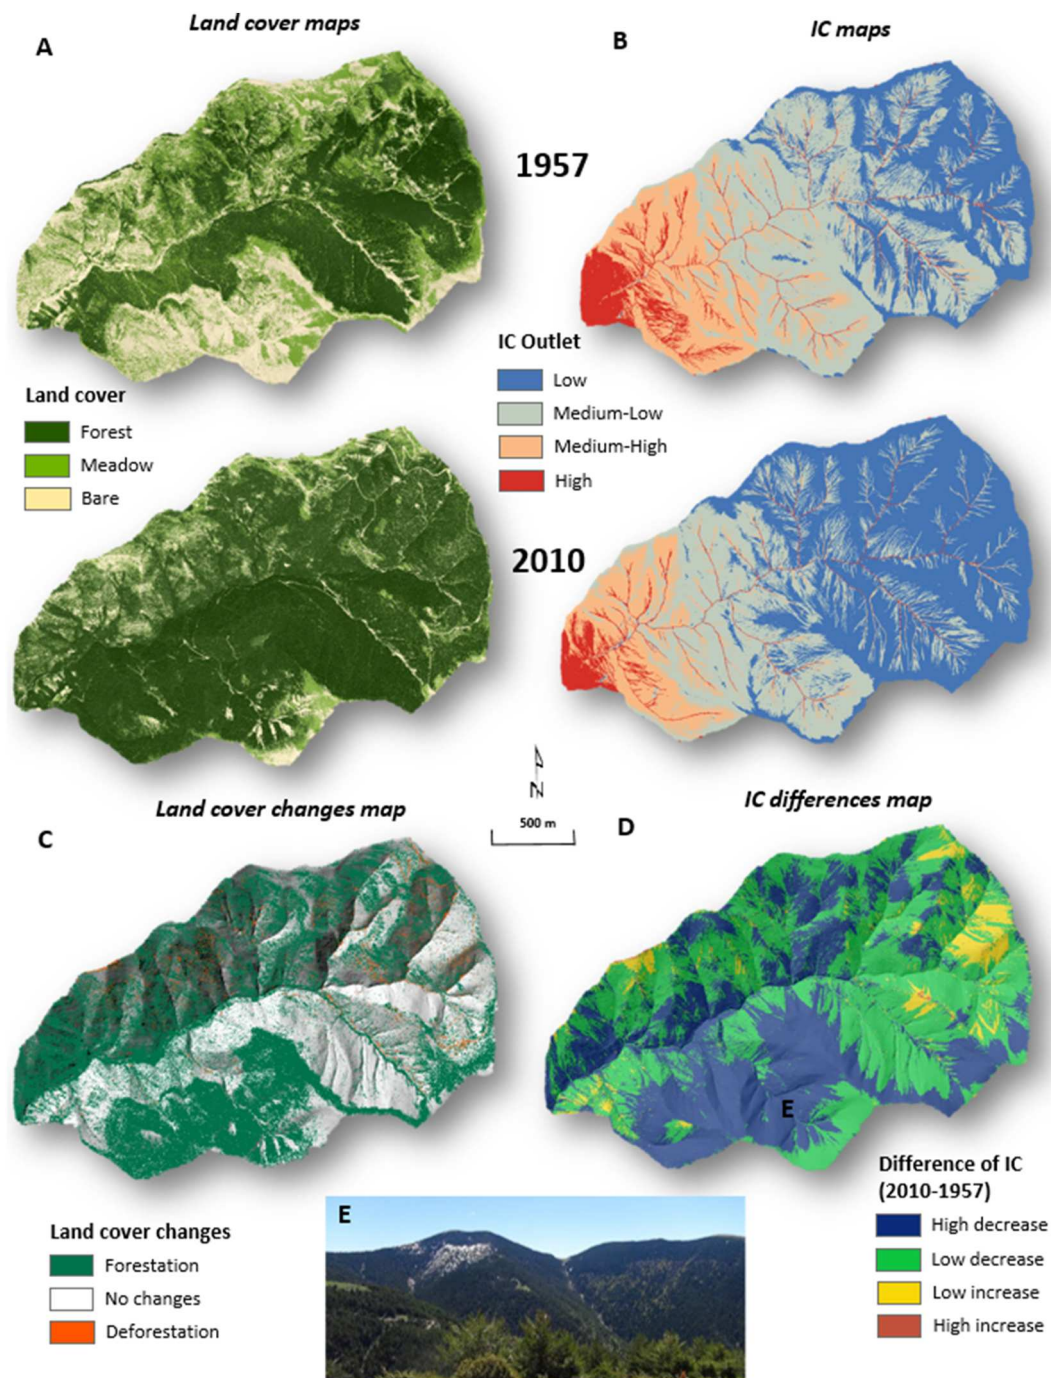 Land cover maps
IC maps
A
B
1957
IC Outlet
Low
Medium-Low
Medium-High
High
Land cover
Forest
Meadow
Bare
2010
N
500 m
Land cover changes map
IC differences map
C
D
E
Land cover changes
Forestation
No changes
Deforestation
E
Difference of IC
(2010-1957)
High decrease
Low decrease
Low increase
High increase